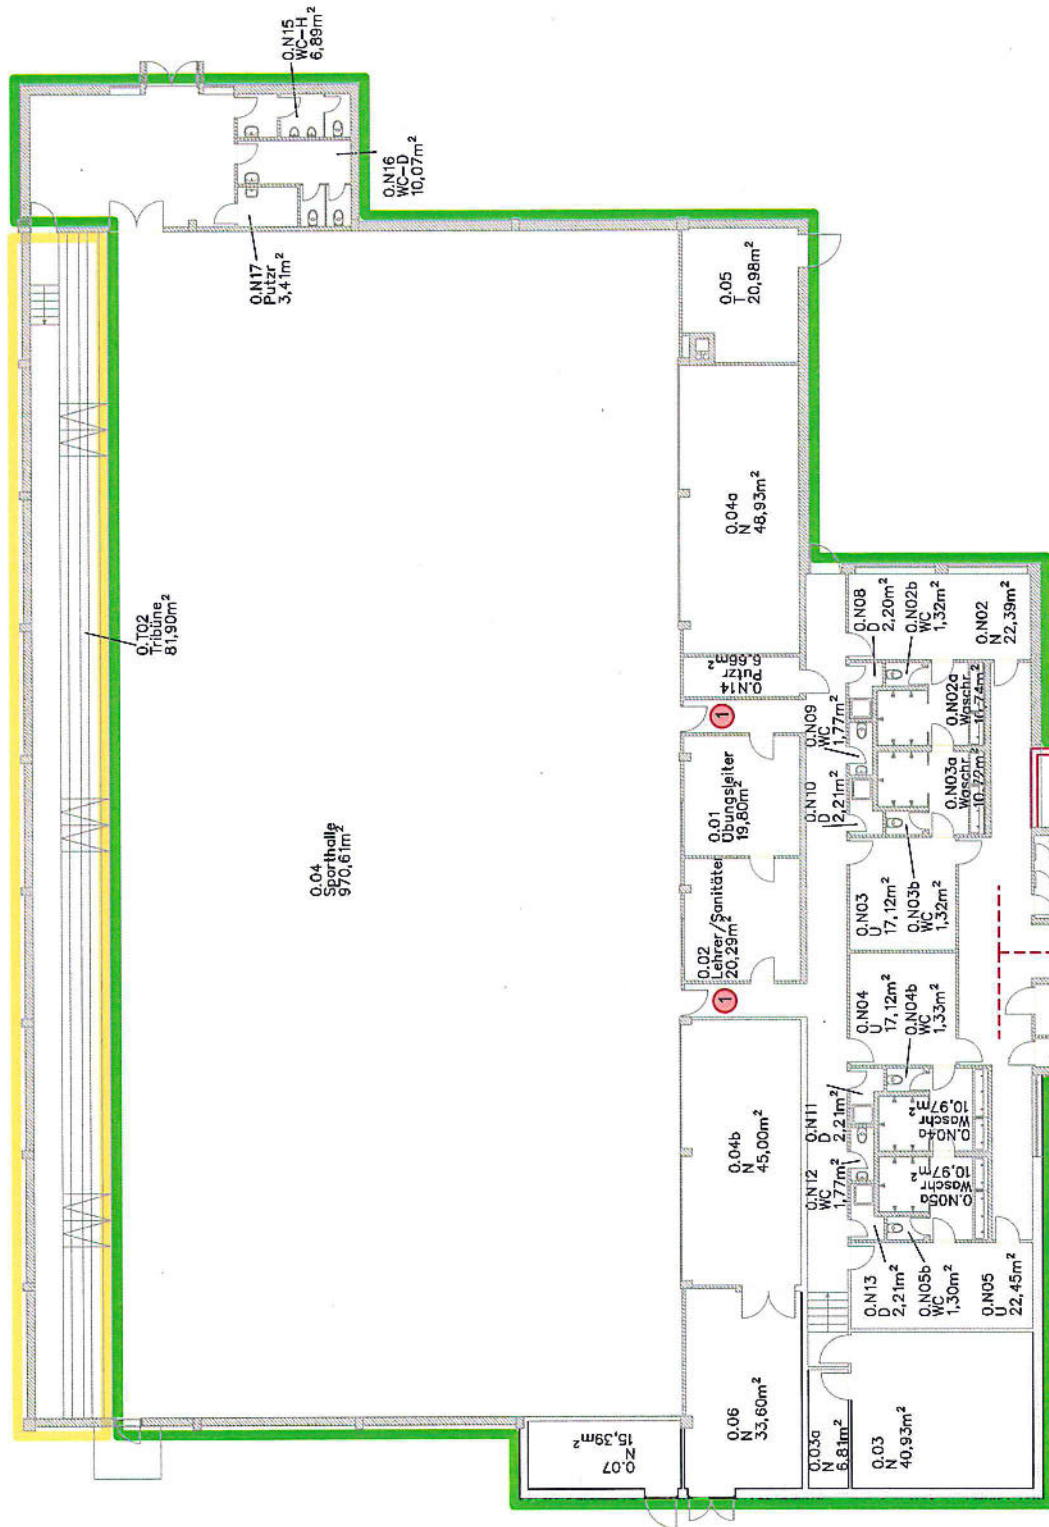 0.N15
WC-H
6,89m²
0.N16
WC-D
10,07m²
0.N17
Putzr
3,41m²
0.T02
Tribüne
81,90m²
0.04
Sporthalle
970,61m²
0.05
T
20,98m²
0.04a
N
48,93m²
0.N14
Putzr
6,66m²
1
0.01
Übungsleiter
19,80m²
0.02
Lehrer/Sanitäter
20,29m²
1
0.04b
N
45,00m²
0.06
N
33,60m²
0.07
N
15,39m²
0.N08
D
2,20m²
0.N02b
WC
1,32m²
0.N02
N
22,39m²
0.N09
WC
1,77m²
0.N02a
Waschr
10,74m²
0.N10
D
2,21m²
0.N03a
Waschr
10,72m²
0.N03
U
17,12m²
0.N03b
WC
1,32m²
0.N04
U
17,12m²
0.N04b
WC
1,33m²
0.N11
D
2,21m²
0.N04a
Waschr
10,97m²
0.N12
WC
1,77m²
0.N05a
Waschr
10,97m²
0.N13
D
2,21m²
0.N05b
WC
1,30m²
0.N05
U
22,45m²
0.03a
N
6,81m²
0.03
N
40,93m²